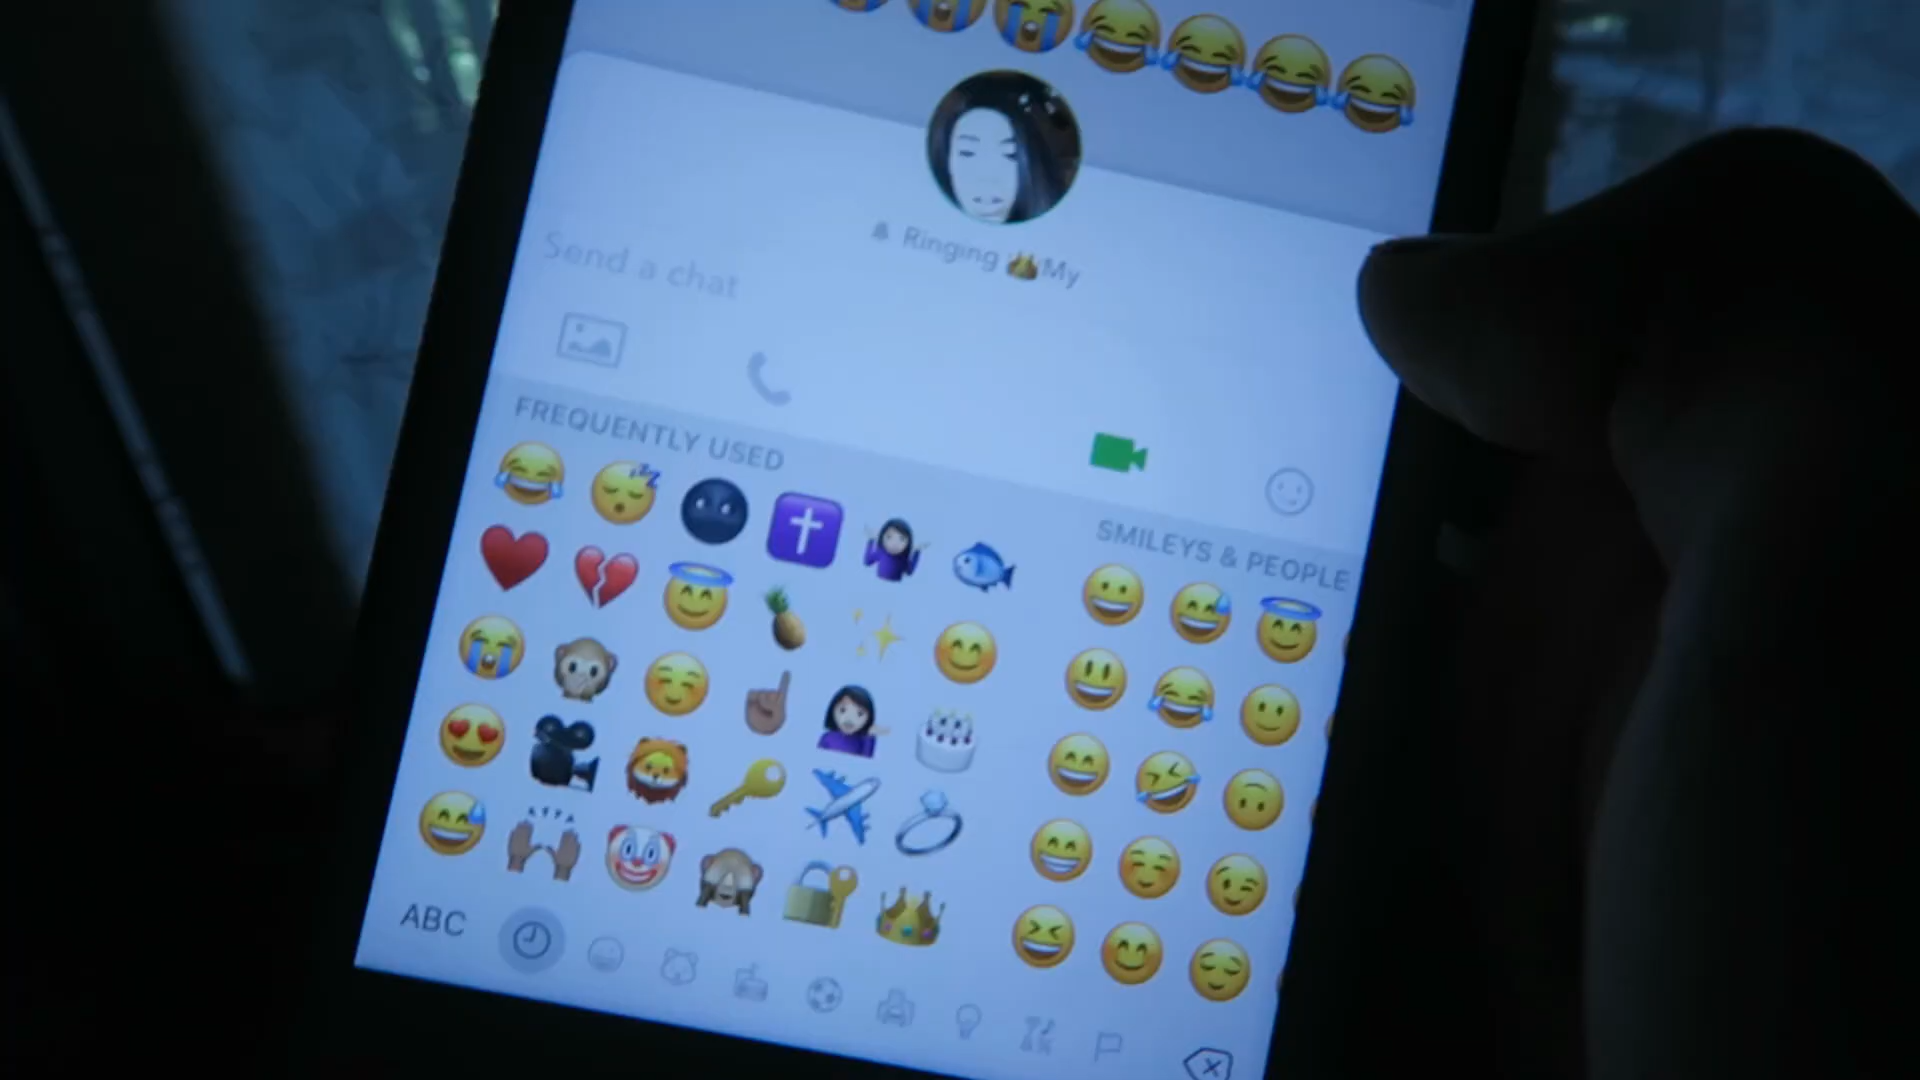 Ringing 👑My
Send a chat
FREQUENTLY USED
SMILEYS & PEOPLE
ABC